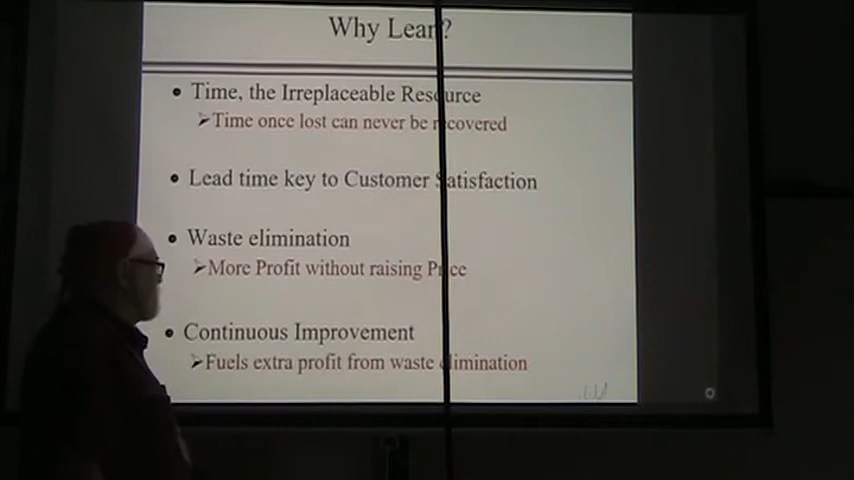 Why Lean?
• Time, the Irreplaceable Resource
➢Time once lost can never be recovered
• Lead time key to Customer Satisfaction
• Waste elimination
➢More Profit without raising Price
• Continuous Improvement
➢Fuels extra profit from waste elimination